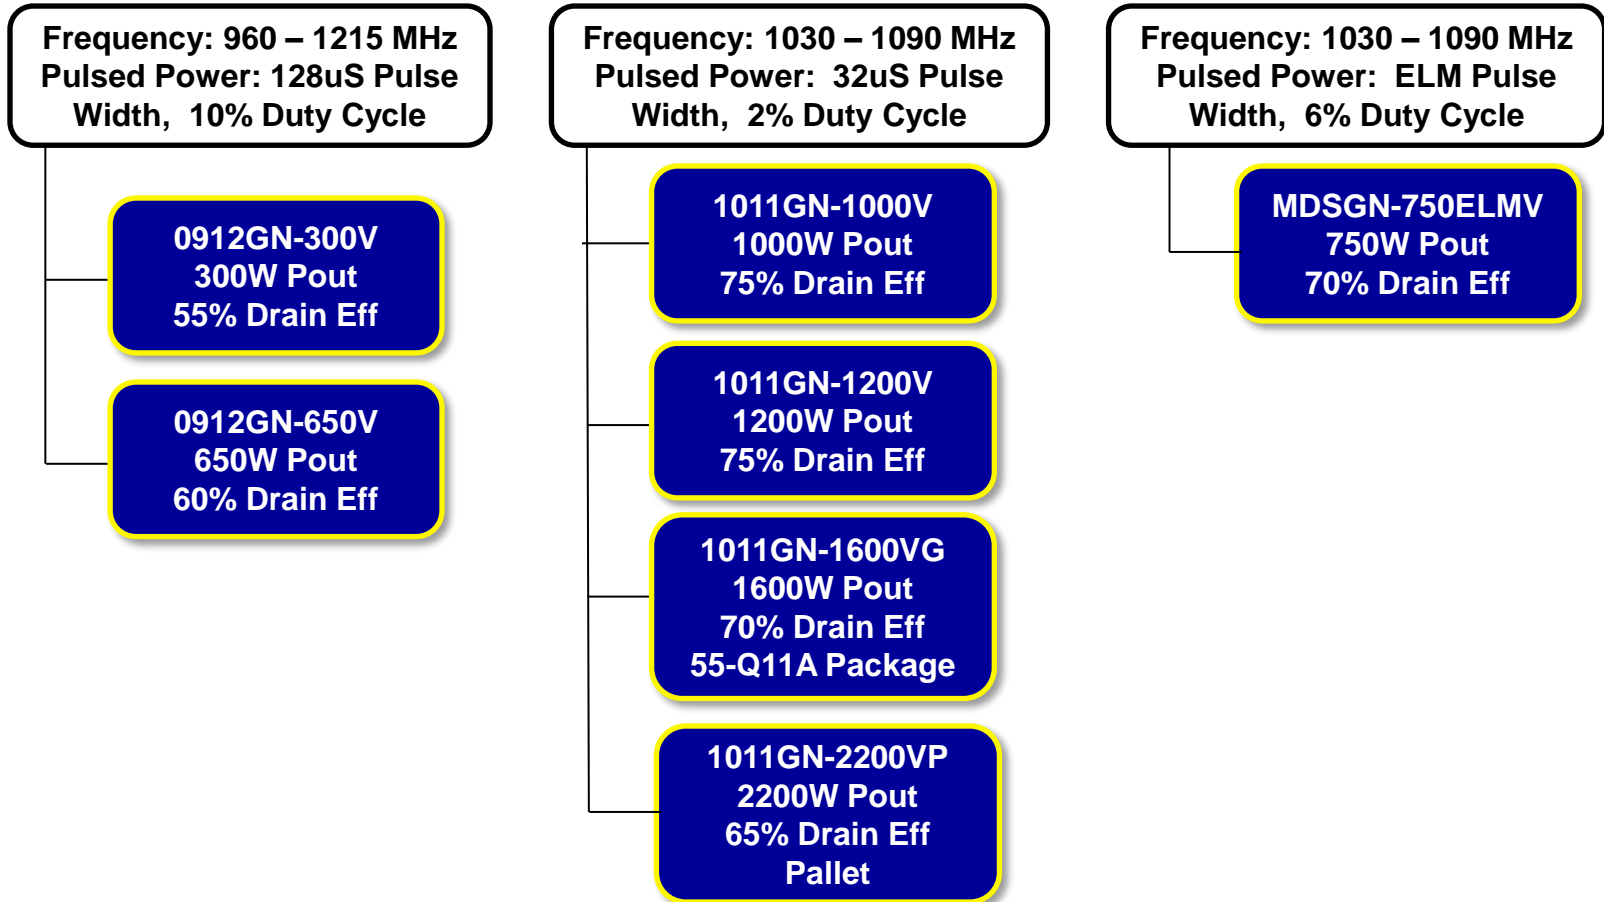 Frequency: 960 – 1215 MHz
Pulsed Power: 128uS Pulse
Width,  10% Duty Cycle
0912GN-300V
300W Pout
55% Drain Eff
0912GN-650V
650W Pout
60% Drain Eff
Frequency: 1030 – 1090 MHz
Pulsed Power:  32uS Pulse
Width,  2% Duty Cycle
1011GN-1000V
1000W Pout
75% Drain Eff
1011GN-1200V
1200W Pout
75% Drain Eff
1011GN-1600VG
1600W Pout
70% Drain Eff
55-Q11A Package
1011GN-2200VP
2200W Pout
65% Drain Eff
Pallet
Frequency: 1030 – 1090 MHz
Pulsed Power:  ELM Pulse
Width,  6% Duty Cycle
MDSGN-750ELMV
750W Pout
70% Drain Eff